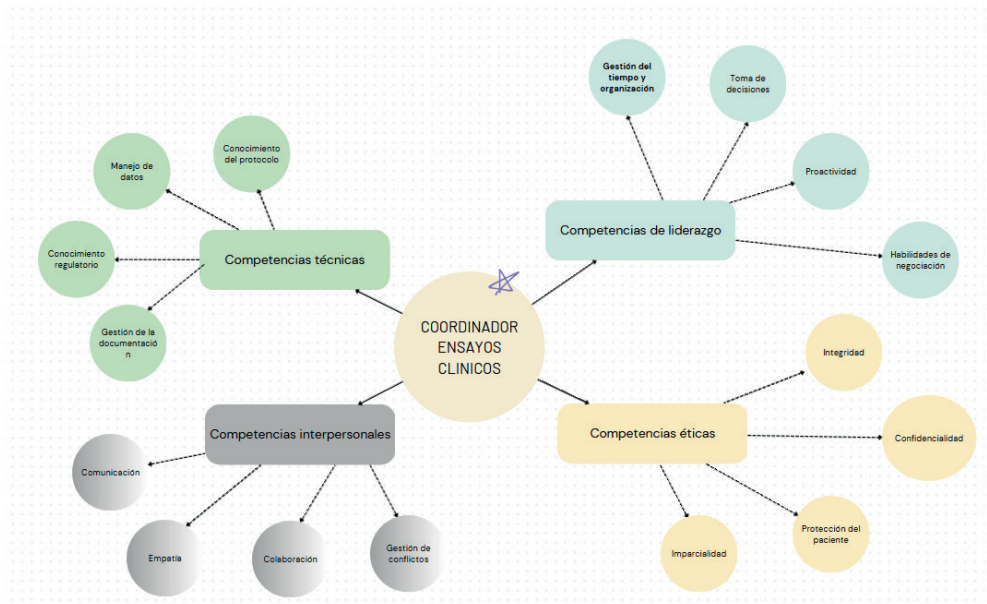 Gestión del
tiempo y
organización
Toma de
decisiones
Conocimiento
del protocolo
Manejo de
datos
Proactividad
Competencias de liderazgo
Competencias técnicas
Conocimiento
regulatorio
Habilidades de
negociación
COORDINADOR
ENSAYOS
CLINICOS
Gestión de la
documentació
n
Integridad
Competencias interpersonales
Competencias éticas
Confidencialidad
Comunicación
Empatía
Colaboración
Gestión de
conflictos
Imparcialidad
Protección del
paciente